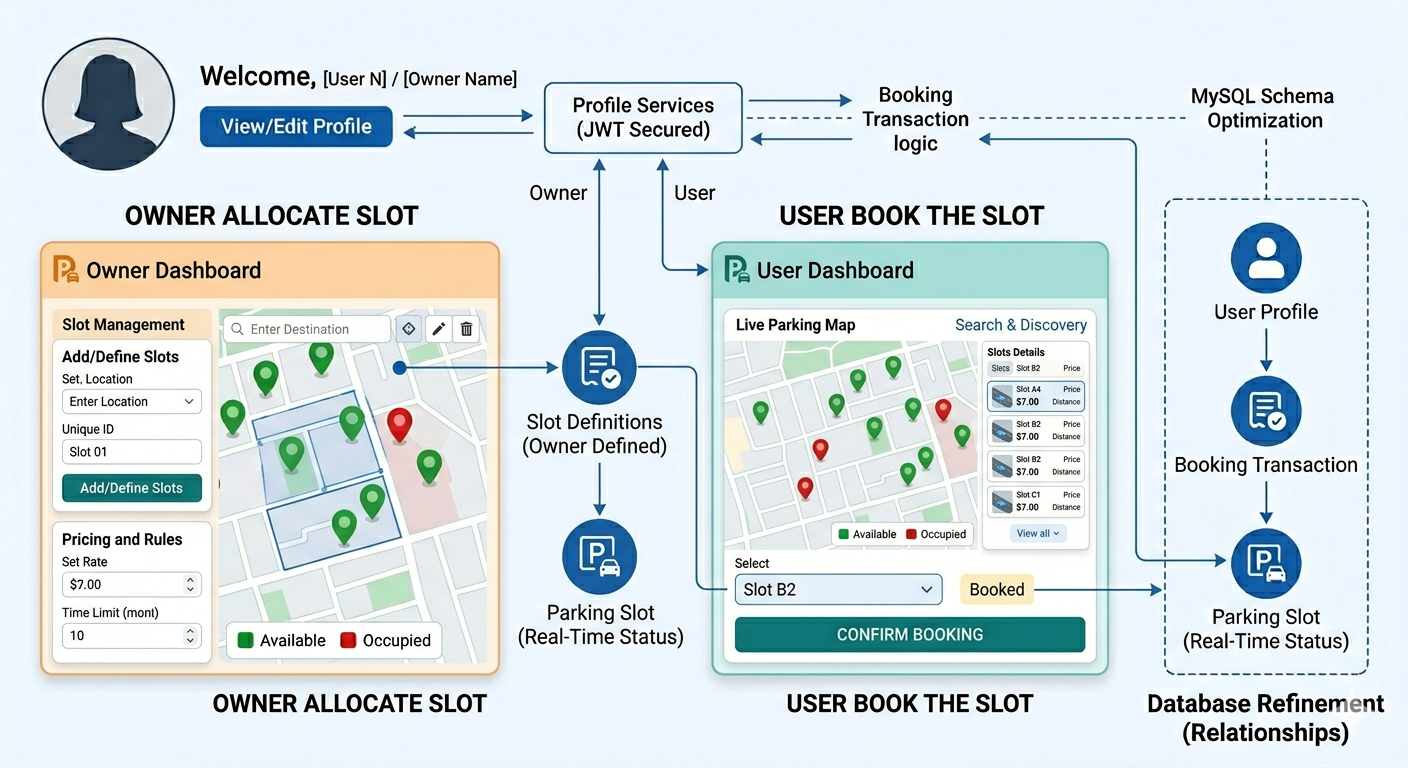 Welcome, [User N] / [Owner Name]
View/Edit Profile
Profile Services
(JWT Secured)
Booking
Transaction
logic
MySQL Schema
Optimization
Owner
User
OWNER ALLOCATE SLOT
USER BOOK THE SLOT
Owner Dashboard
Slot Management
Add/Define Slots
Set, Location
Enter Location
Unique ID
Slot 01
Add/Define Slots
Pricing and Rules
Set Rate
$7.00
Time Limit (mont)
10
Enter Destination
Available
Occupied
Slot Definitions
(Owner Defined)
P
Parking Slot
(Real-Time Status)
User Dashboard
Live Parking Map
Search & Discovery
Slots Details
Slecs Slot B2 Price
Slot A4 Price
$7.00 Distance
Slot B2 Price
$7.00 Distance
Slot B2 Price
$7.00 Distance
Slot C1 Price
$7.00 Distance
View all
Available
Occupied
Select
Slot B2
Booked
CONFIRM BOOKING
User Profile
Booking Transaction
P
Parking Slot
(Real-Time Status)
OWNER ALLOCATE SLOT
USER BOOK THE SLOT
Database Refinement
(Relationships)